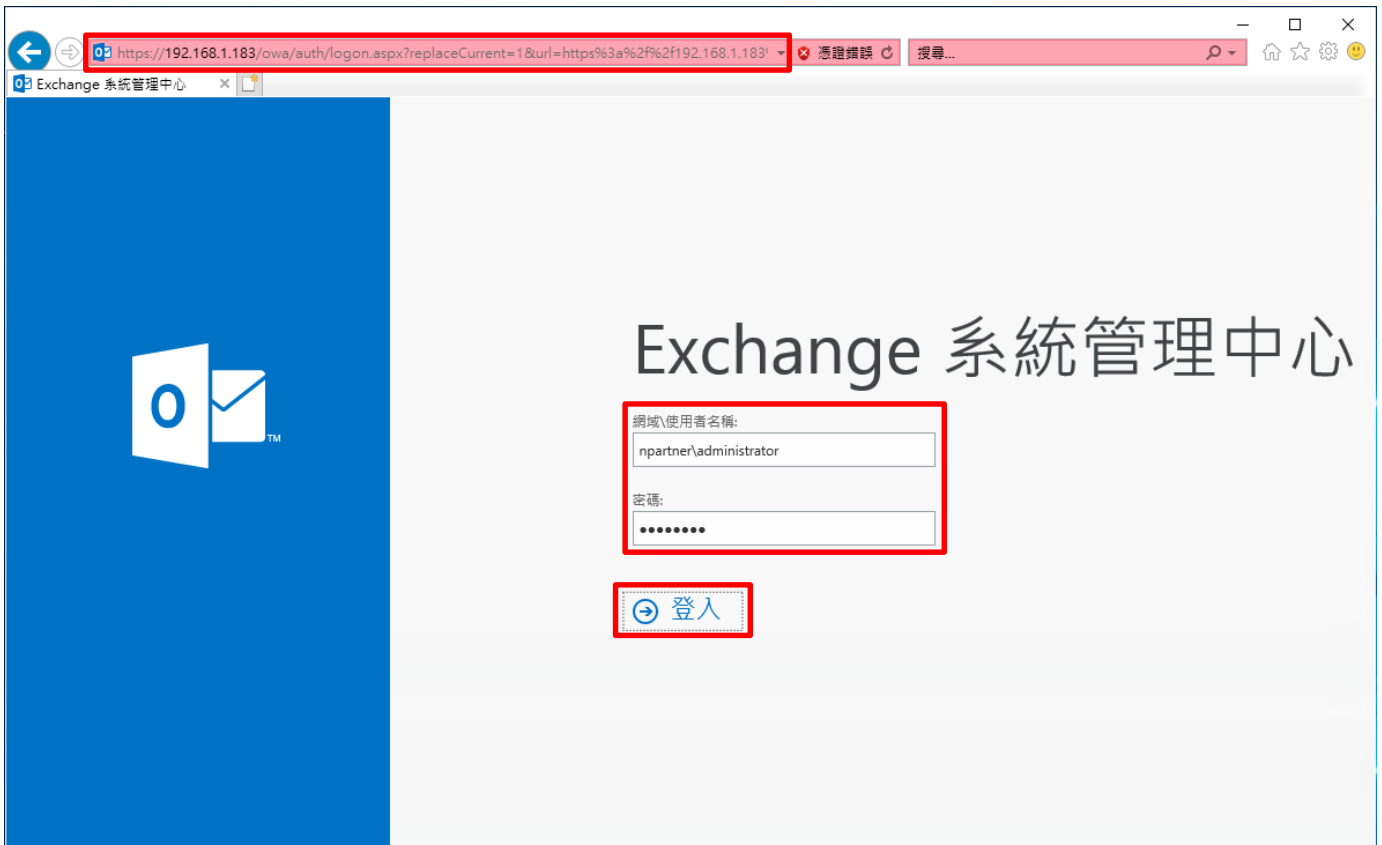 https://192.168.1.183/owa/auth/logon.aspx?replaceCurrent=1&url=https%3a%2f%2f192.168.1.183
憑證錯誤
搜尋...
Exchange 系統管理中心
Exchange 系統管理中心
網域\使用者名稱:
npartner\administrator
密碼:
••••••••
登入
O
TM